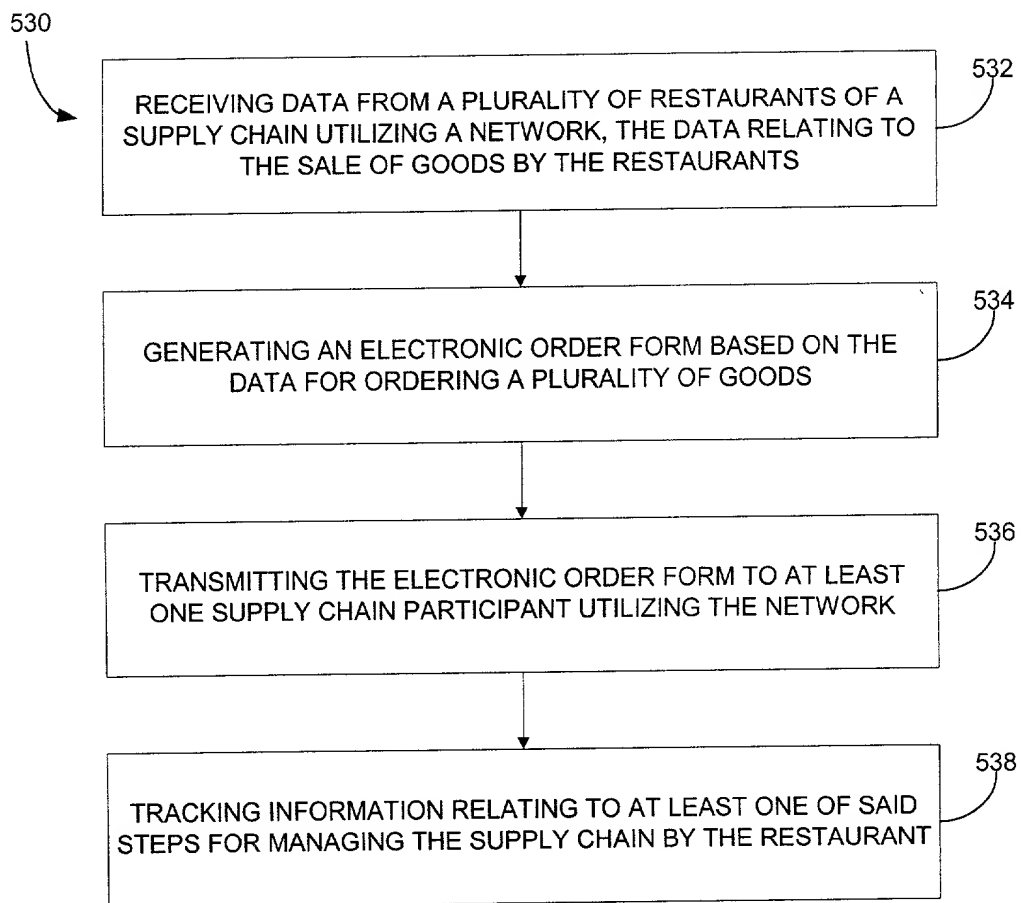 530
532
RECEIVING DATA FROM A PLURALITY OF RESTAURANTS OF A
SUPPLY CHAIN UTILIZING A NETWORK, THE DATA RELATING TO
THE SALE OF GOODS BY THE RESTAURANTS
534
GENERATING AN ELECTRONIC ORDER FORM BASED ON THE
DATA FOR ORDERING A PLURALITY OF GOODS
536
TRANSMITTING THE ELECTRONIC ORDER FORM TO AT LEAST
ONE SUPPLY CHAIN PARTICIPANT UTILIZING THE NETWORK
538
TRACKING INFORMATION RELATING TO AT LEAST ONE OF SAID
STEPS FOR MANAGING THE SUPPLY CHAIN BY THE RESTAURANT